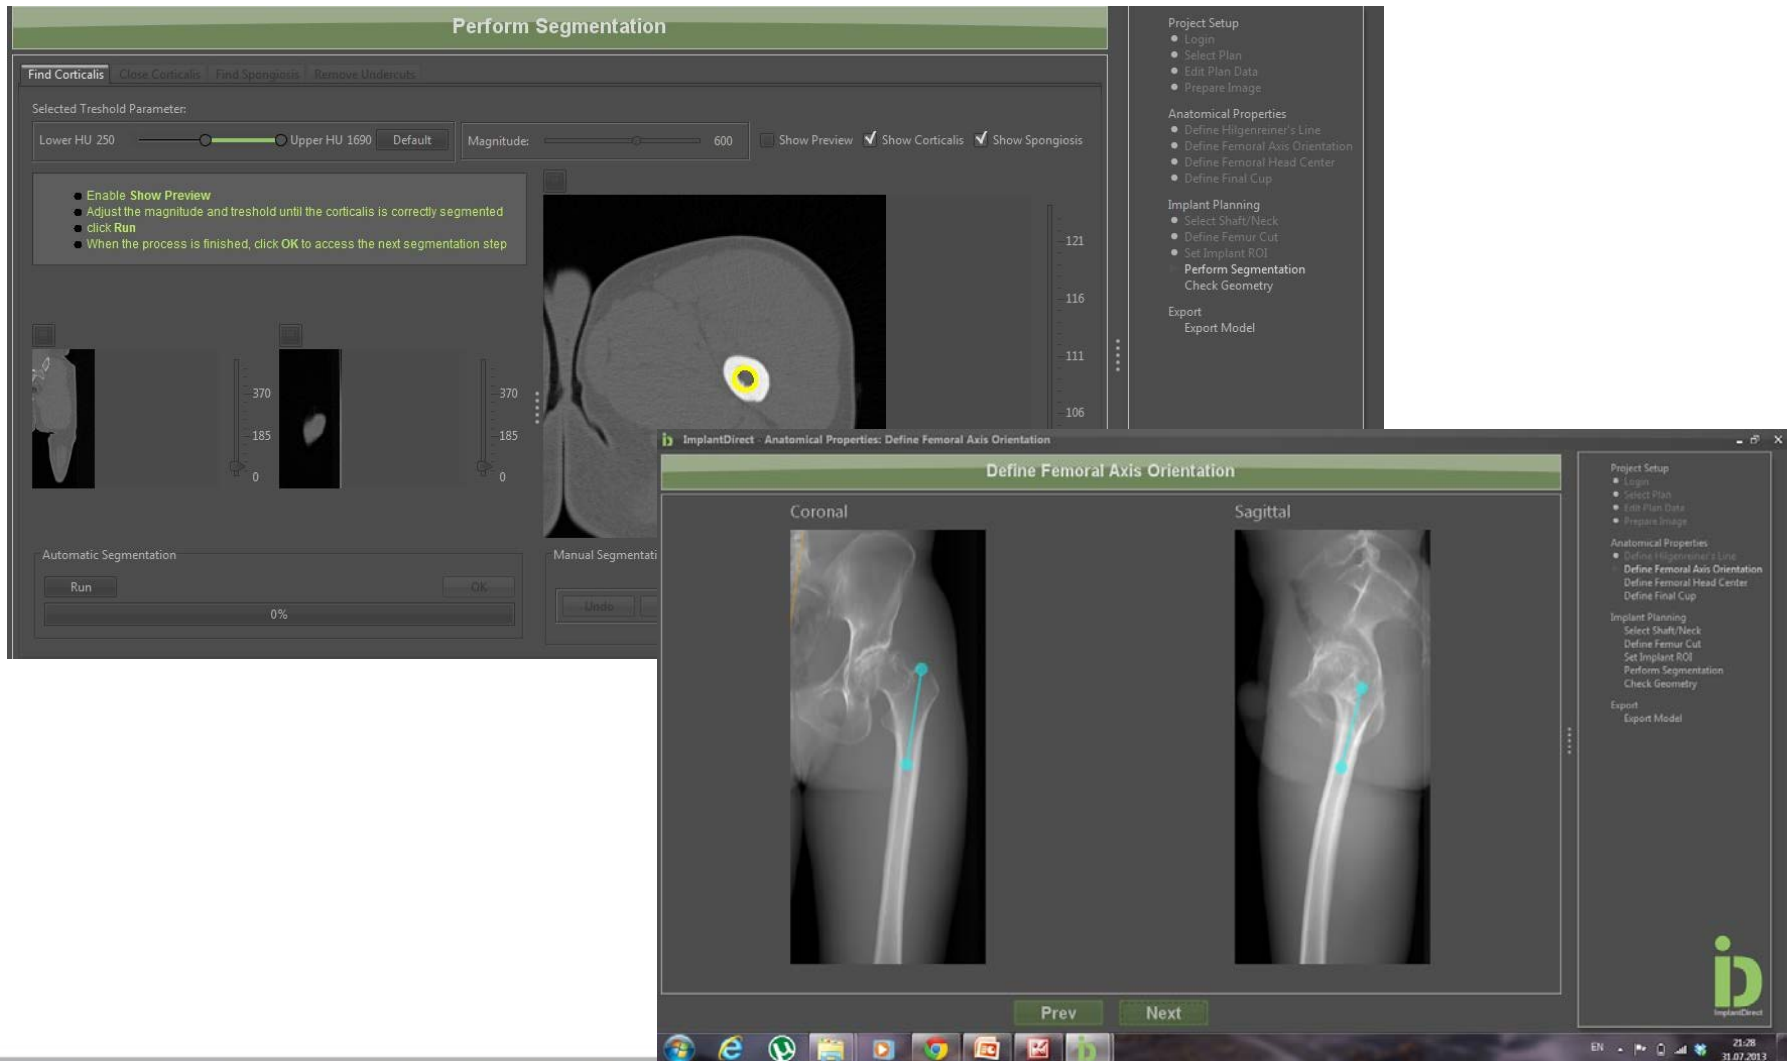 Perform Segmentation
Find Corticalis Close Corticalis Find Spongiosis Remove Undercuts
Selected Treshold Parameter:
Lower HU 250 Upper HU 1690 Default Magnitude: 600 Show Preview Show Corticalis Show Spongiosis
Enable Show Preview
Adjust the magnitude and treshold until the corticalis is correctly segmented
click Run
When the process is finished, click OK to access the next segmentation step
121
116
111
106
370
185
0
370
185
0
Automatic Segmentation
Run OK
0%
Manual Segmentati
Undo
Project Setup
Login
Select Plan
Edit Plan Data
Prepare Image
Anatomical Properties
Define Hilgenreiner's Line
Define Femoral Axis Orientation
Define Femoral Head Center
Define Final Cup
Implant Planning
Select Shaft/Neck
Define Femur Cut
Set Implant ROI
Perform Segmentation
Check Geometry
Export
Export Model
ImplantDirect - Anatomical Properties: Define Femoral Axis Orientation
Define Femoral Axis Orientation
Coronal Sagittal
Prev Next
Project Setup
Login
Select Plan
Edit Plan Data
Prepare Image
Anatomical Properties
Define Hilgenreiner's Line
Define Femoral Axis Orientation
Define Femoral Head Center
Define Final Cup
Implant Planning
Select Shaft/Neck
Define Femur Cut
Set Implant ROI
Perform Segmentation
Check Geometry
Export
Export Model
ImplantDirect
EN 21:28
31.07.2013